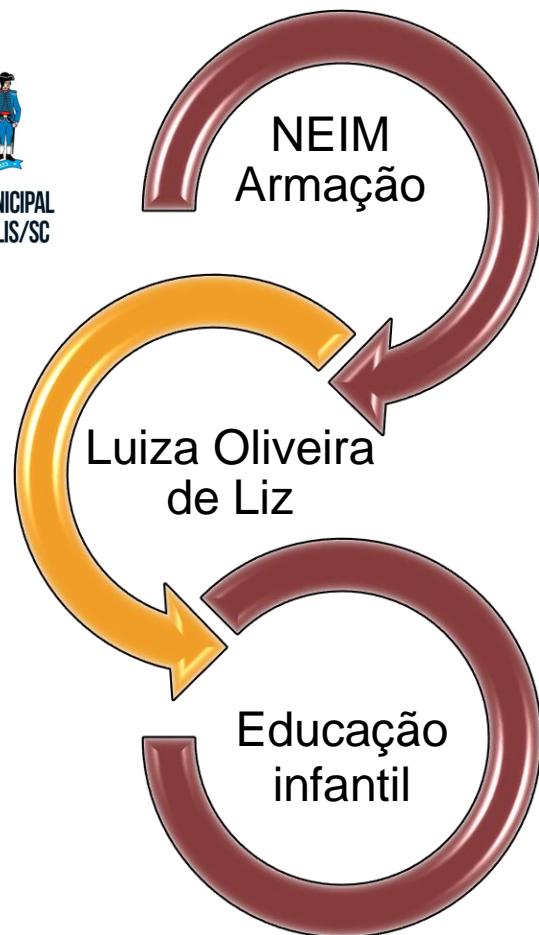 NICIPAL
LIS/SC
NEIM
Armação
Luiza Oliveira
de Liz
Educação
infantil